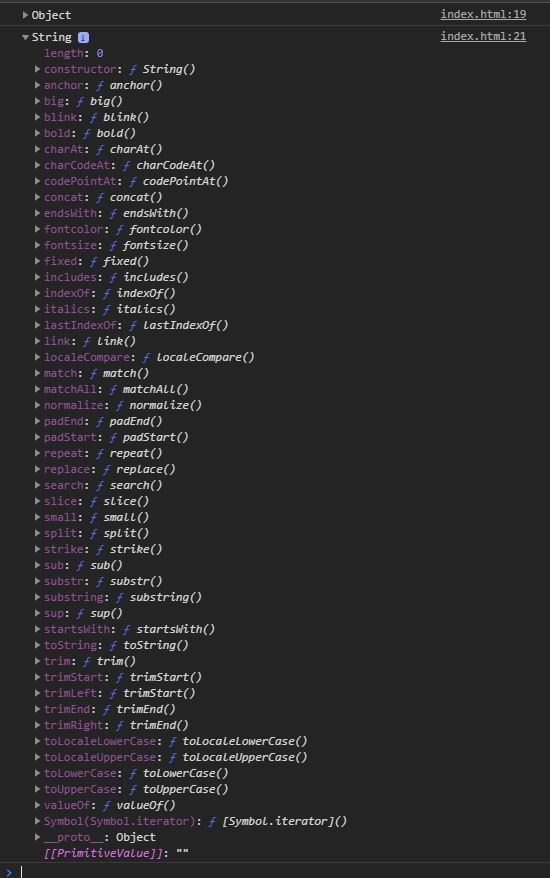 Object index.html:19
String i index.html:21
length: 0
constructor: ƒ String()
anchor: ƒ anchor()
big: ƒ big()
blink: ƒ blink()
bold: ƒ bold()
charAt: ƒ charAt()
charCodeAt: ƒ charCodeAt()
codePointAt: ƒ codePointAt()
concat: ƒ concat()
endsWith: ƒ endsWith()
fontcolor: ƒ fontcolor()
fontsize: ƒ fontsize()
fixed: ƒ fixed()
includes: ƒ includes()
indexOf: ƒ indexOf()
italics: ƒ italics()
lastIndexOf: ƒ lastIndexOf()
link: ƒ link()
localeCompare: ƒ localeCompare()
match: ƒ match()
matchAll: ƒ matchAll()
normalize: ƒ normalize()
padEnd: ƒ padEnd()
padStart: ƒ padStart()
repeat: ƒ repeat()
replace: ƒ replace()
search: ƒ search()
slice: ƒ slice()
small: ƒ small()
split: ƒ split()
strike: ƒ strike()
sub: ƒ sub()
substr: ƒ substr()
substring: ƒ substring()
sup: ƒ sup()
startsWith: ƒ startsWith()
toString: ƒ toString()
trim: ƒ trim()
trimStart: ƒ trimStart()
trimLeft: ƒ trimStart()
trimEnd: ƒ trimEnd()
trimRight: ƒ trimEnd()
toLocaleLowerCase: ƒ toLocaleLowerCase()
toLocaleUpperCase: ƒ toLocaleUpperCase()
toLowerCase: ƒ toLowerCase()
toUpperCase: ƒ toUpperCase()
valueOf: ƒ valueOf()
Symbol(Symbol.iterator): ƒ [Symbol.iterator]()
__proto__: Object
[[PrimitiveValue]]: ""